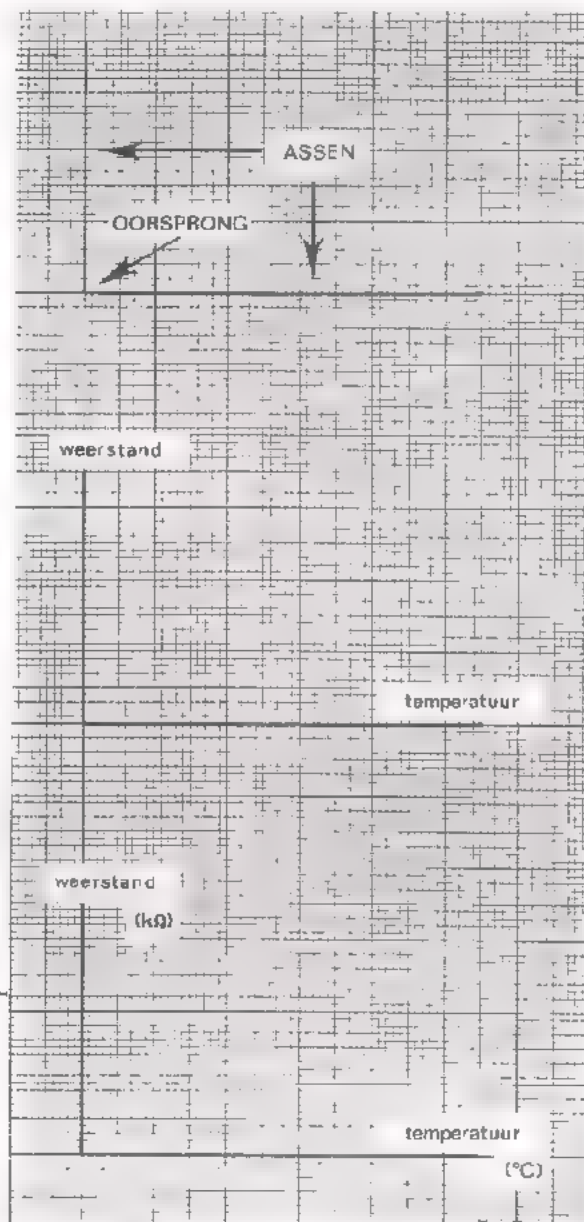 ASSEN
OORSPRONG
weerstand
temperatuur
weerstand
(kΩ)
temperatuur
(°C)